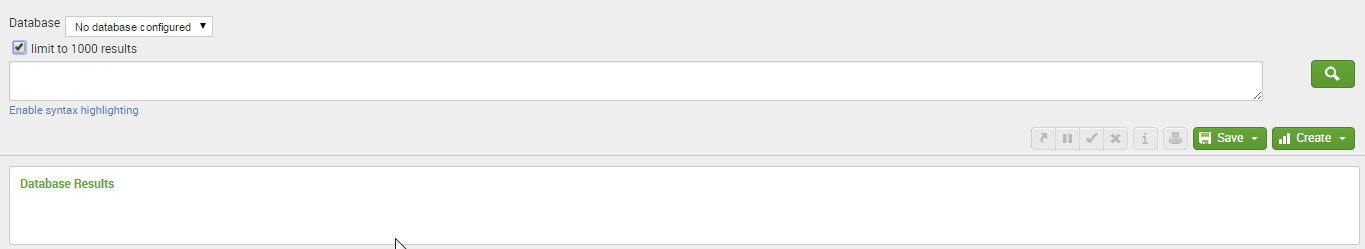 Database No database configured
limit to 1000 results
Enable syntax highlighting
i Save Create
Database Results